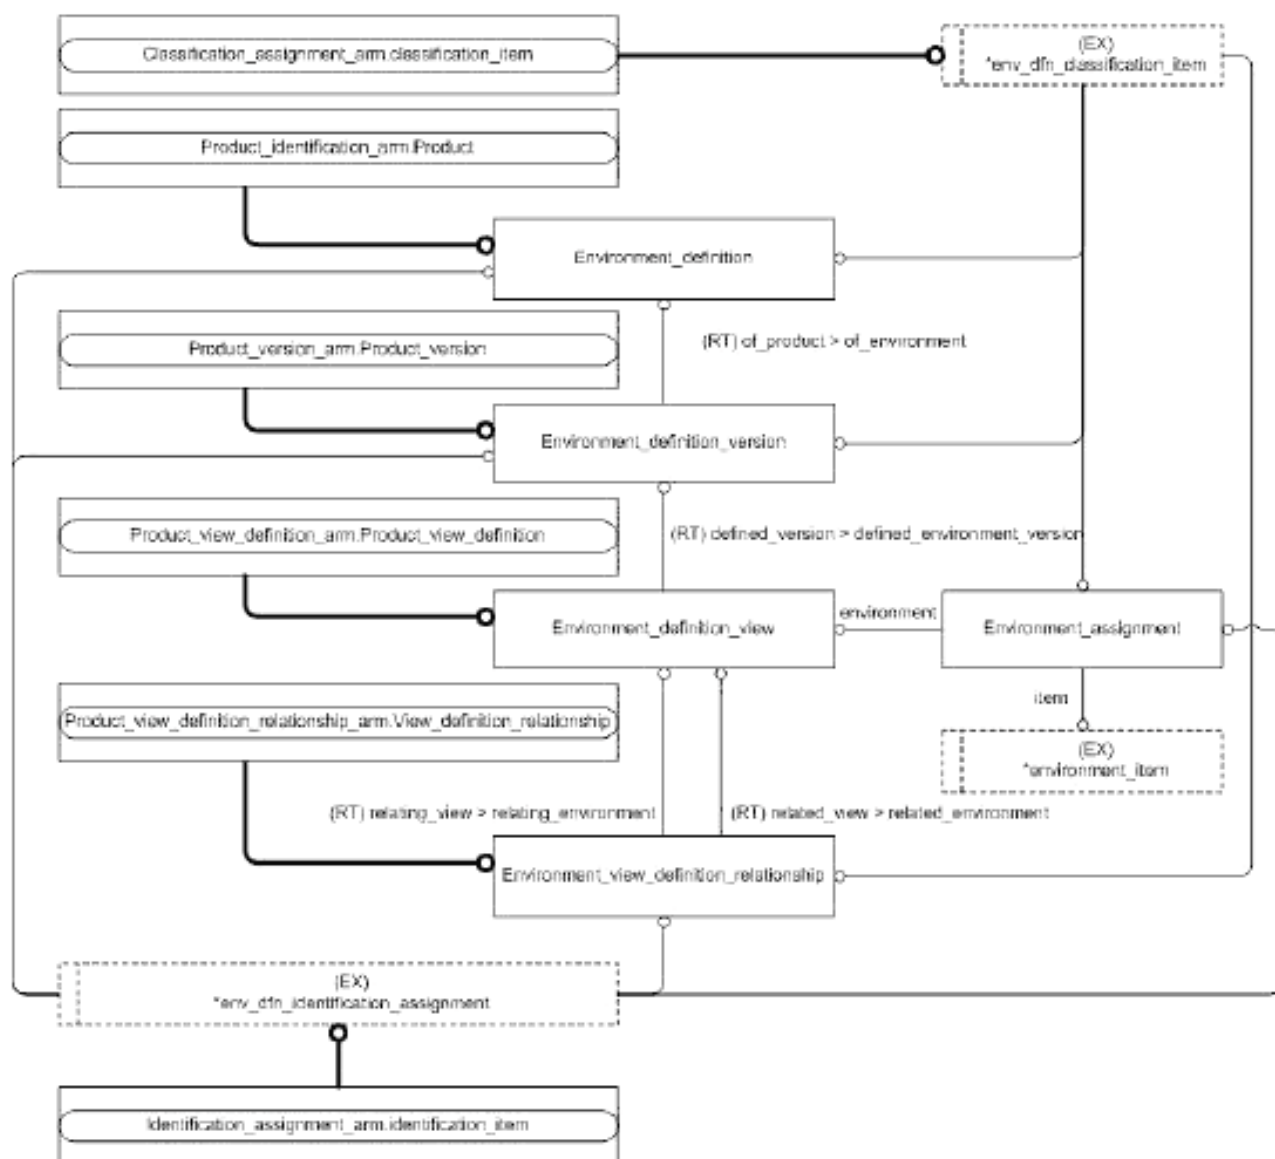 Classification_assignment_arm.classification_item
(EX)
*env_dfn_classification_item
Product_identification_arm.Product
Environment_definition
Product_version_arm.Product_version
(RT) of_product > of_environment
Environment_definition_version
Product_view_definition_arm.Product_view_definition
(RT) defined_version > defined_environment_version
Environment_definition_view
environment
Environment_assignment
Product_view_definition_relationship_arm.View_definition_relationship
item
(EX)
*environment_item
(RT) relating_view > relating_environment
(RT) related_view > related_environment
Environment_view_definition_relationship
(EX)
*env_dfn_identification_assignment
Identification_assignment_arm.identification_item